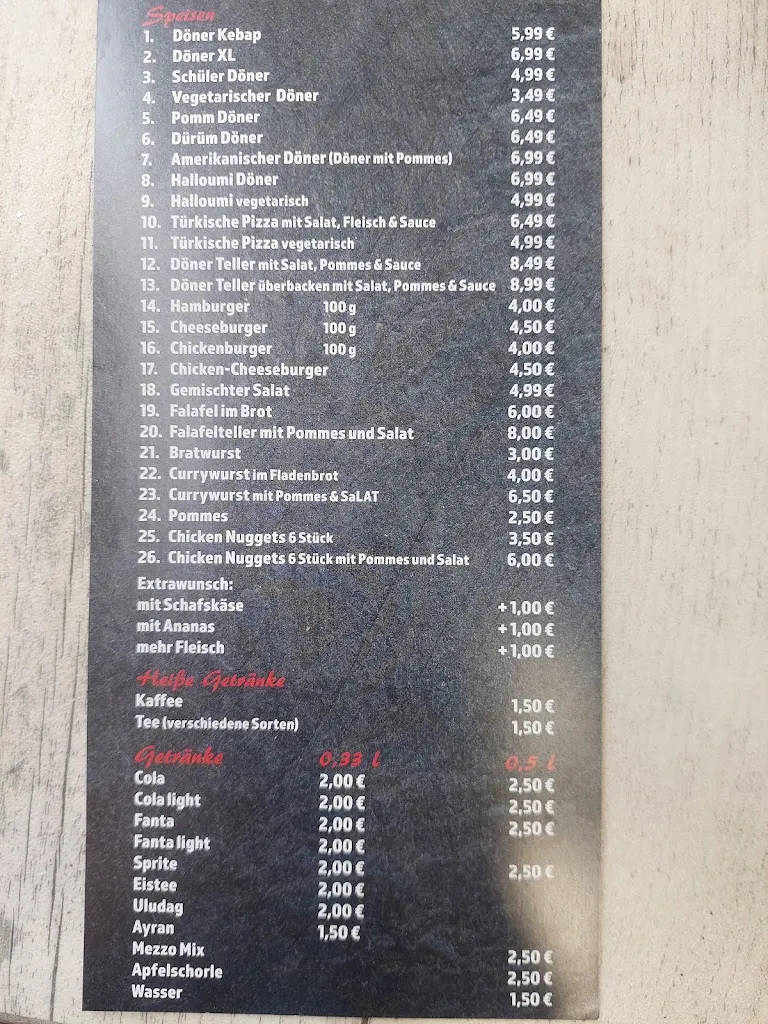 Speisen
1. Döner Kebap 5,99 €
2. Döner XL 6,99 €
3. Schüler Döner 4,99 €
4. Vegetarischer Döner 3,49 €
5. Pomm Döner 6,49 €
6. Dürüm Döner 6,49 €
7. Amerikanischer Döner (Döner mit Pommes) 6,99 €
8. Halloumi Döner 6,99 €
9. Halloumi vegetarisch 4,99 €
10. Türkische Pizza mit Salat, Fleisch & Sauce 6,49 €
11. Türkische Pizza vegetarisch 4,99 €
12. Döner Teller mit Salat, Pommes & Sauce 8,49 €
13. Döner Teller überbacken mit Salat, Pommes & Sauce 8,99 €
14. Hamburger 100 g 4,00 €
15. Cheeseburger 100 g 4,50 €
16. Chickenburger 100 g 4,00 €
17. Chicken-Cheeseburger 4,50 €
18. Gemischter Salat 4,99 €
19. Falafel im Brot 6,00 €
20. Falafelteller mit Pommes und Salat 8,00 €
21. Bratwurst 3,00 €
22. Currywurst im Fladenbrot 4,00 €
23. Currywurst mit Pommes & SaLAT 6,50 €
24. Pommes 2,50 €
25. Chicken Nuggets 6 Stück 3,50 €
26. Chicken Nuggets 6 Stück mit Pommes und Salat 6,00 €
Extrawunsch:
mit Schafskäse +1,00 €
mit Ananas +1,00 €
mehr Fleisch +1,00 €
Heiße Getränke
Kaffee 1,50 €
Tee (verschiedene Sorten) 1,50 €
Getränke 0,33 l 0,5 l
Cola 2,00 € 2,50 €
Cola light 2,00 € 2,50 €
Fanta 2,00 € 2,50 €
Fanta light 2,00 €
Sprite 2,00 € 2,50 €
Eistee 2,00 €
Uludag 2,00 €
Ayran 1,50 €
Mezzo Mix 2,50 €
Apfelschorle 2,50 €
Wasser 1,50 €